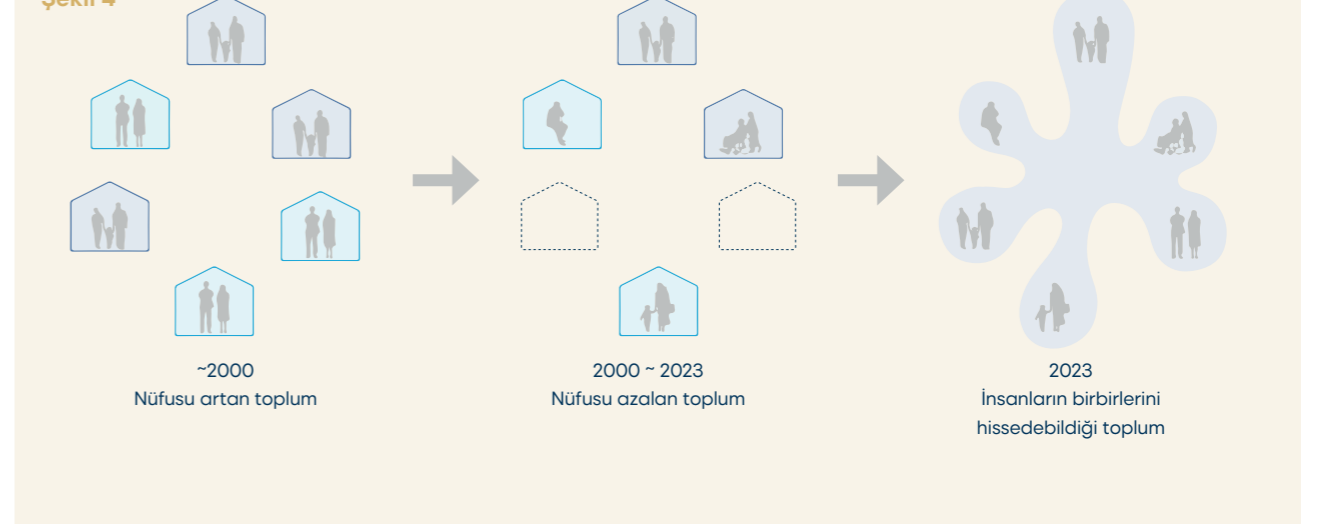 Şekil 4
~2000
Nüfusu artan toplum
2000 ~ 2023
Nüfusu azalan toplum
2023
İnsanların birbirlerini
hissedebildiği toplum